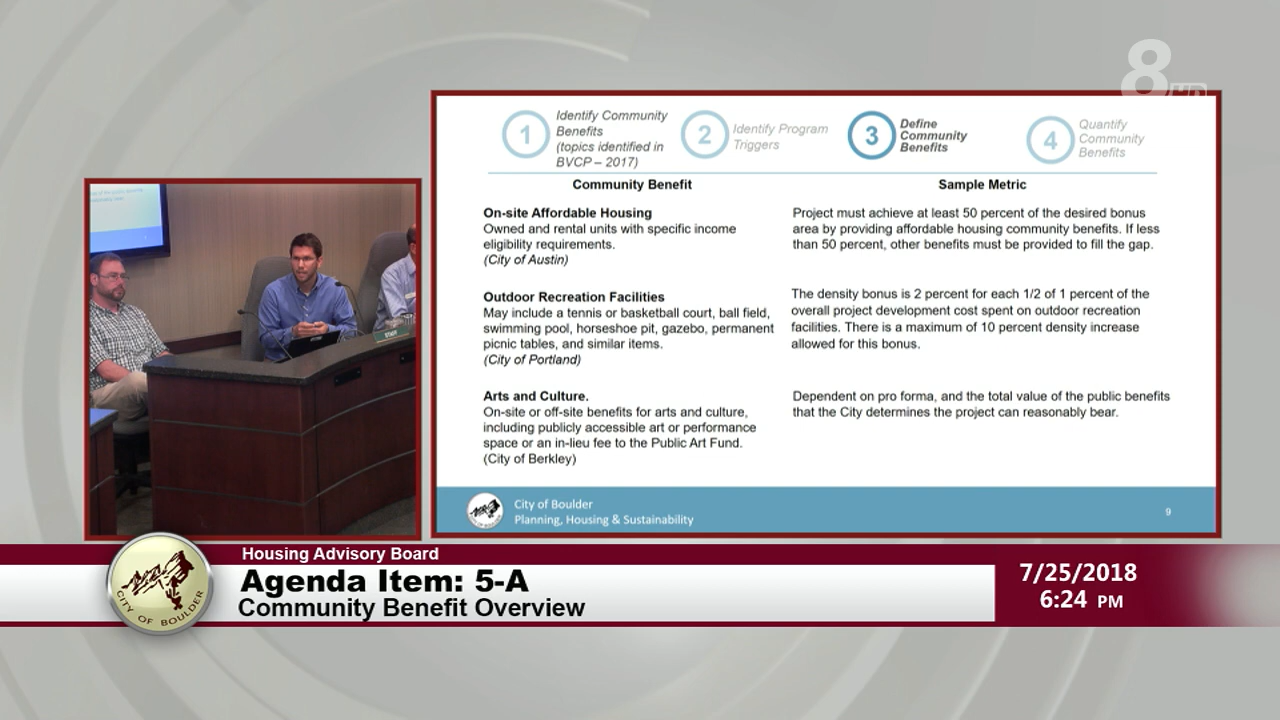 8
HD
1
Identify Community
Benefits
(topics identified in
BVCP – 2017)
2
Identify Program
Triggers
3
Define
Community
Benefits
4
Quantify
Community
Benefits
Community Benefit
Sample Metric
On-site Affordable Housing
Owned and rental units with specific income
eligibility requirements.
(City of Austin)
Project must achieve at least 50 percent of the desired bonus
area by providing affordable housing community benefits. If less
than 50 percent, other benefits must be provided to fill the gap.
Outdoor Recreation Facilities
May include a tennis or basketball court, ball field,
swimming pool, horseshoe pit, gazebo, permanent
picnic tables, and similar items.
(City of Portland)
The density bonus is 2 percent for each 1/2 of 1 percent of the
overall project development cost spent on outdoor recreation
facilities. There is a maximum of 10 percent density increase
allowed for this bonus.
Arts and Culture.
On-site or off-site benefits for arts and culture,
including publicly accessible art or performance
space or an in-lieu fee to the Public Art Fund.
(City of Berkley)
Dependent on pro forma, and the total value of the public benefits
that the City determines the project can reasonably bear.
City of Boulder
Planning, Housing & Sustainability
9
STAFF
Housing Advisory Board
Agenda Item: 5-A
Community Benefit Overview
CITY OF BOULDER
7/25/2018
6:24 PM